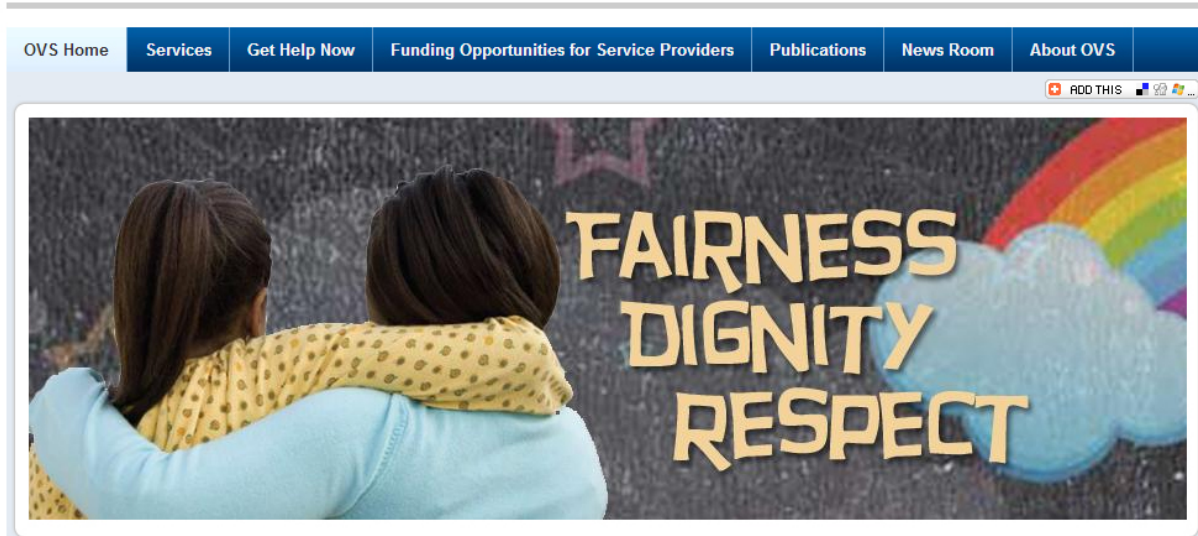 OVS Home Services Get Help Now Funding Opportunities for Service Providers Publications News Room About OVS
ADD THIS ...
FAIRNESS
DIGNITY
RESPECT